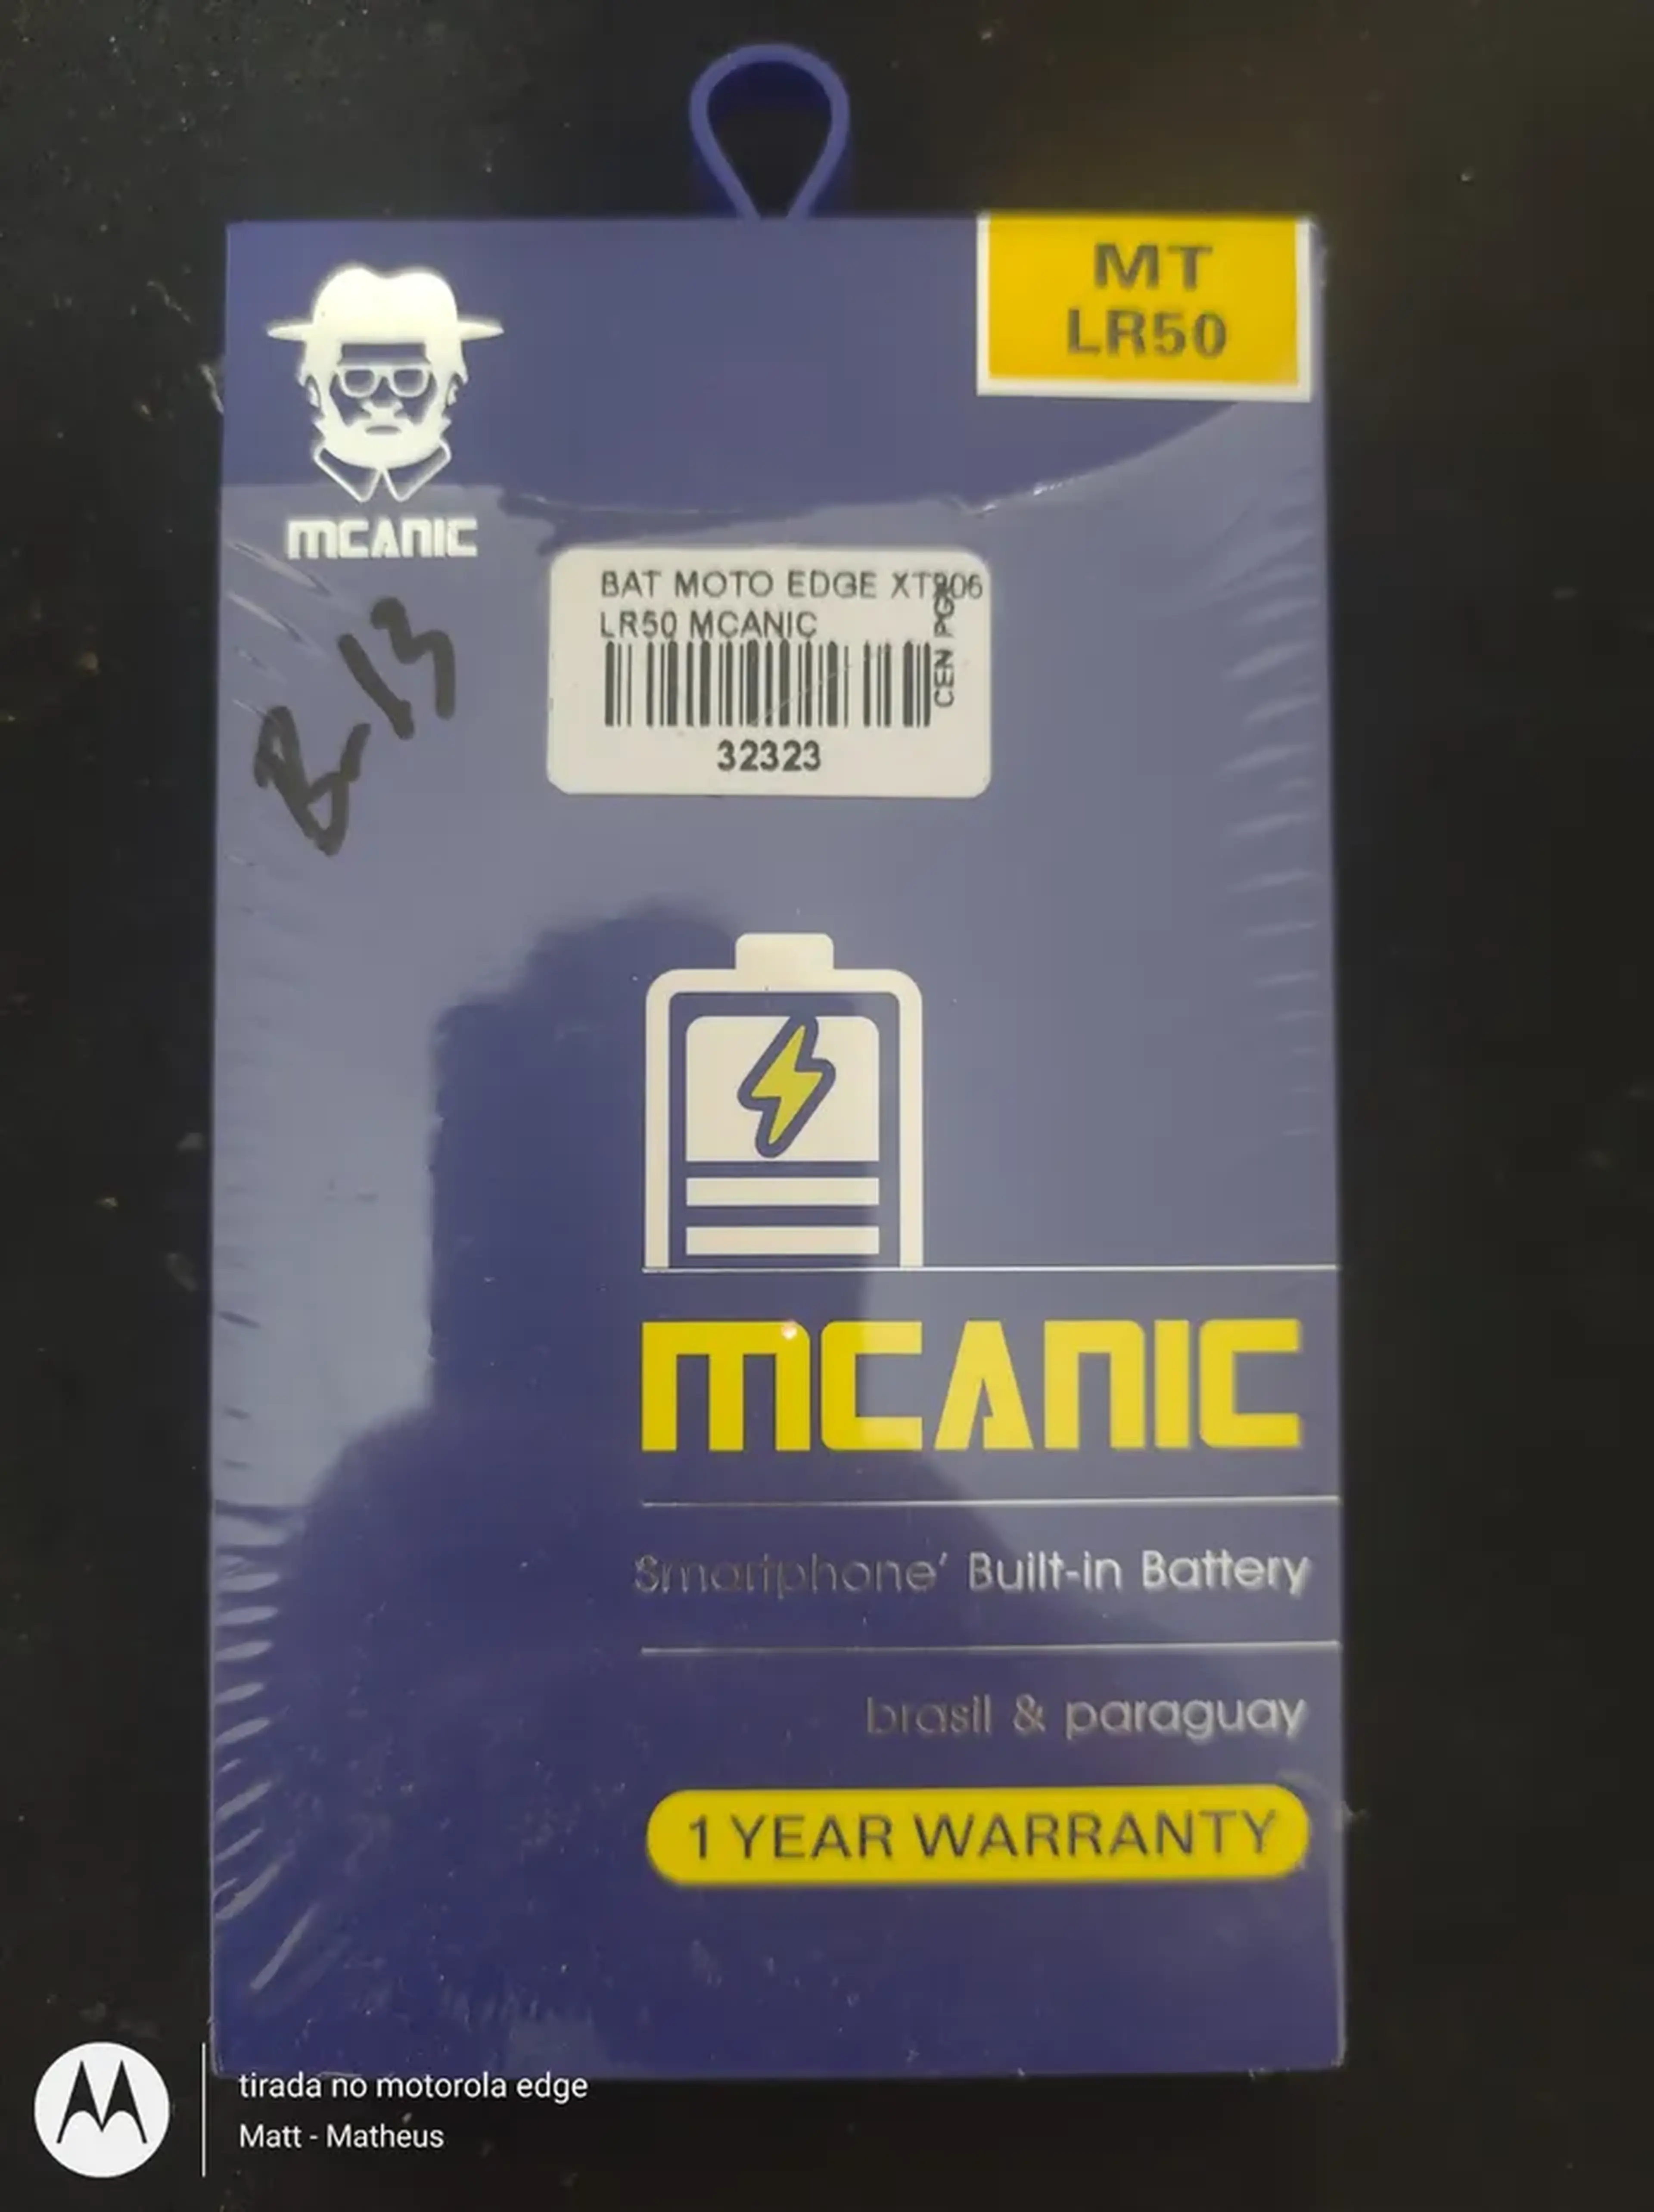 MT
LR50
MCANIC
BAT MOTO EDGE XT206
LR50 MCANIC
CEN PG
32323
B-13
MCANIC
Smartphone' Built-in Battery
brasil & paraguay
1 YEAR WARRANTY
tirada no motorola edge
Matt - Matheus